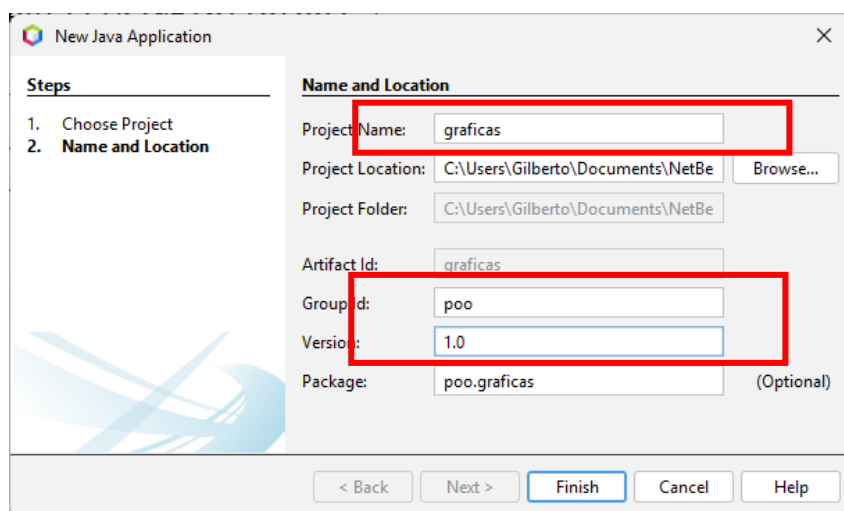 New Java Application
Steps
1. Choose Project
2. Name and Location
Name and Location
Project Name: graficas
Project Location: C:\Users\Gilberto\Documents\NetBe Browse...
Project Folder: C:\Users\Gilberto\Documents\NetBe
Artifact Id: graficas
Group Id: poo
Version: 1.0
Package: poo.graficas (Optional)
< Back Next > Finish Cancel Help